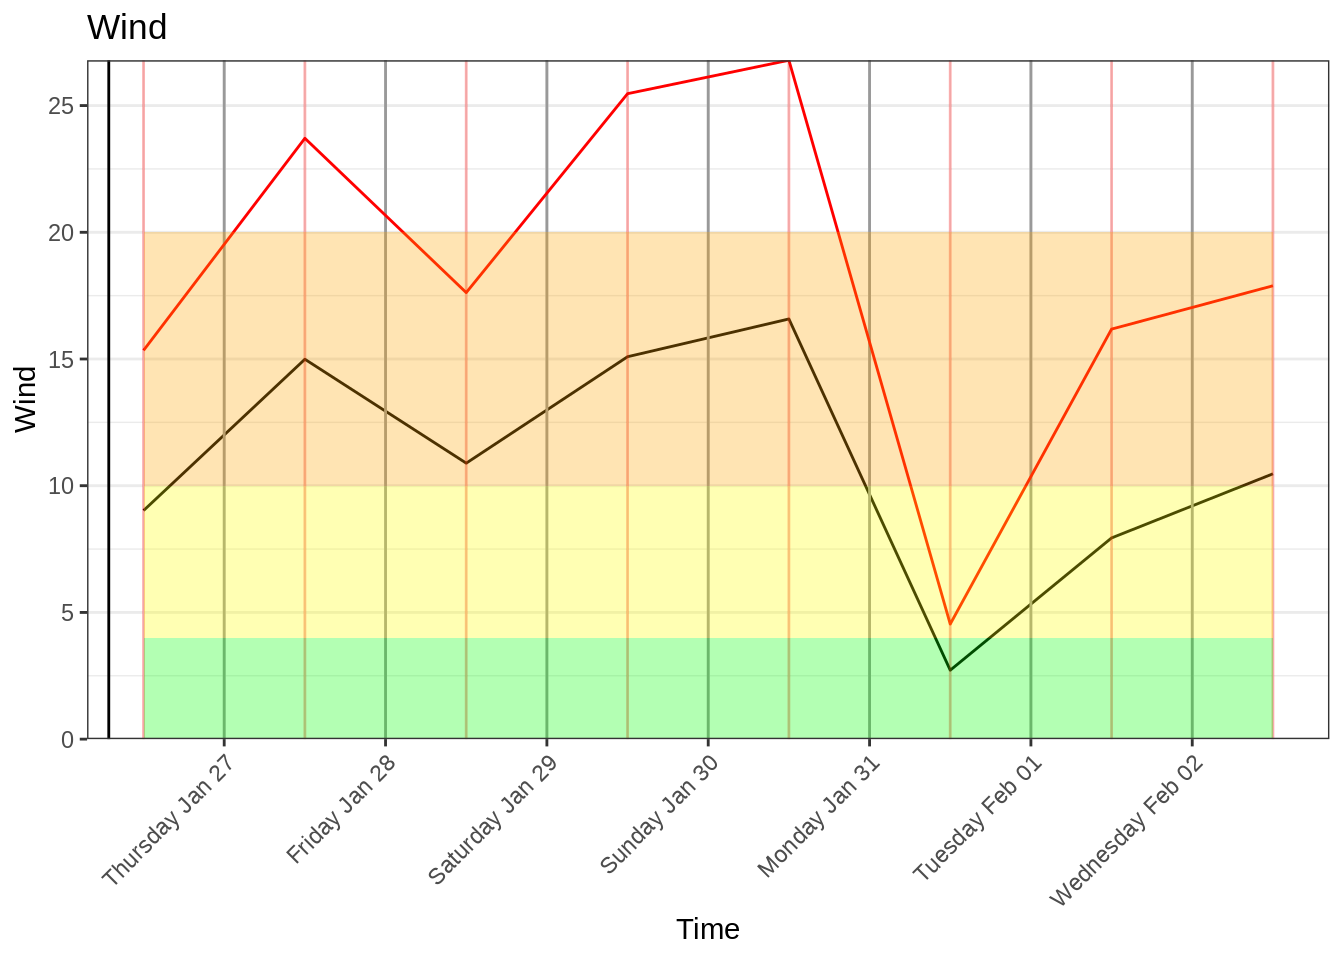 Wind
Wind
25
20
15
10
5
0
Thursday Jan 27
Friday Jan 28
Saturday Jan 29
Sunday Jan 30
Monday Jan 31
Tuesday Feb 01
Wednesday Feb 02
Time